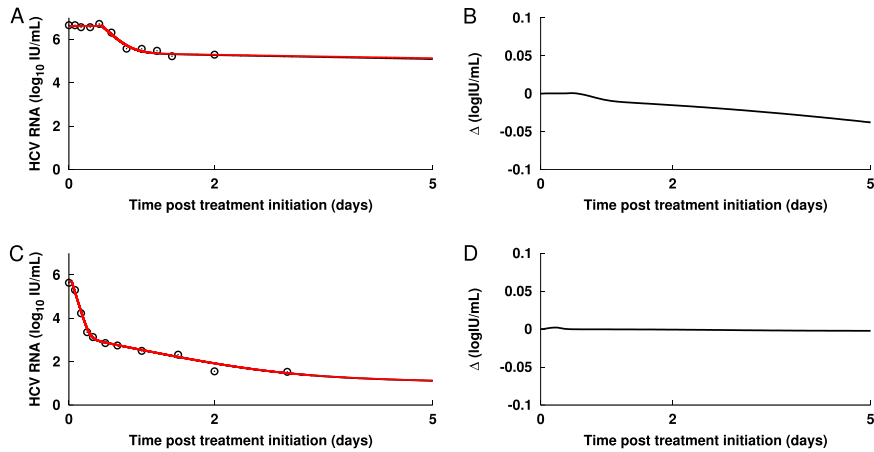 A
HCV RNA (log10 IU/mL)
6
4
2
0
0 2 5
Time post treatment initiation (days)
B
Δ (logIU/mL)
0.1
0.05
0
-0.05
-0.1
0 2 5
Time post treatment initiation (days)
C
HCV RNA (log10 IU/mL)
6
4
2
0
0 2 5
Time post treatment initiation (days)
D
Δ (logIU/mL)
0.1
0.05
0
-0.05
-0.1
0 2 5
Time post treatment initiation (days)